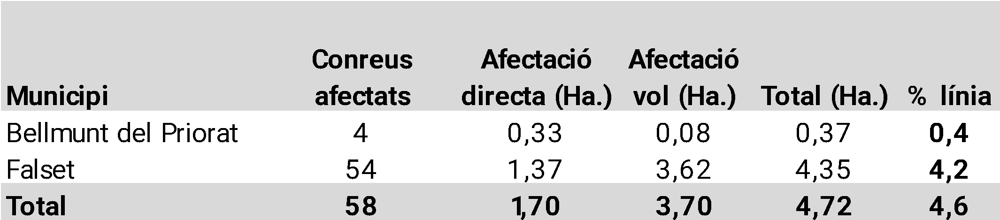 Conreus Afectació Afectació
Municipi afectats directa (Ha.) vol (Ha.) Total (Ha.) % línia
Bellmunt del Priorat 4 0,33 0,08 0,37 0,4
Falset 54 1,37 3,62 4,35 4,2
Total 58 1,70 3,70 4,72 4,6